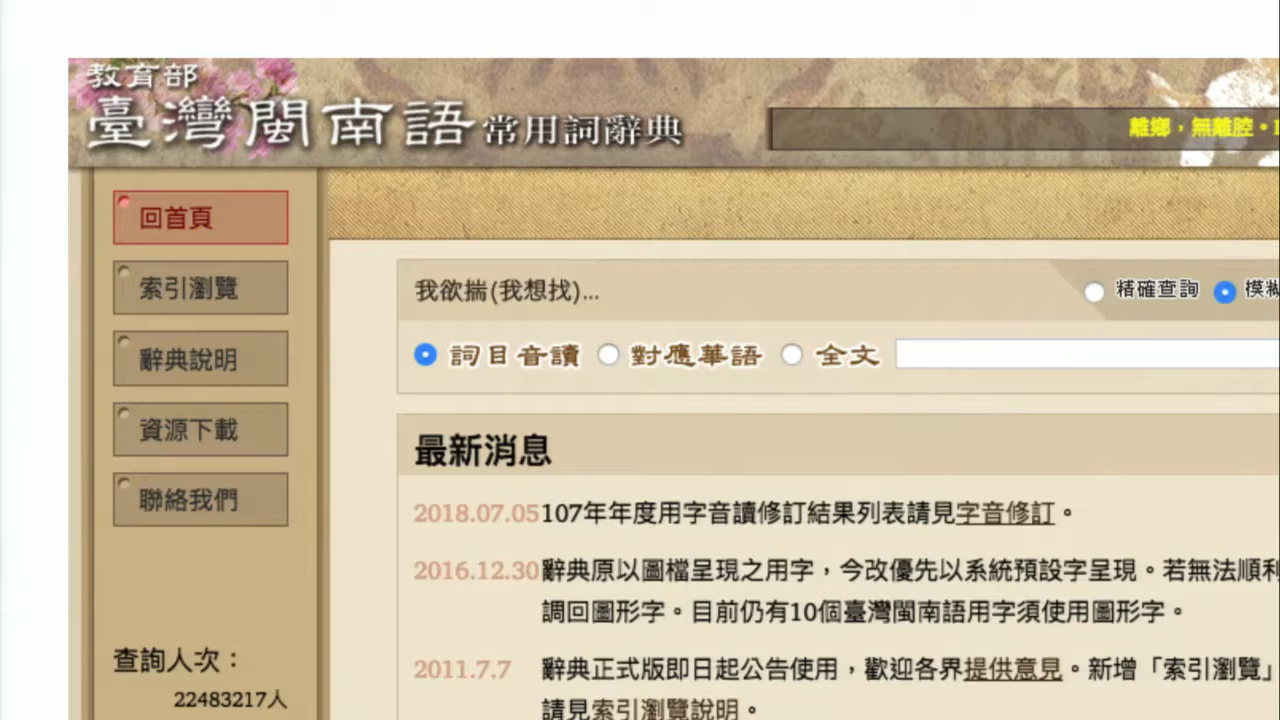 教育部
臺灣閩南語常用詞辭典
離鄉，無離腔。
回首頁
索引瀏覽
辭典說明
資源下載
聯絡我們
查詢人次：
22483217人
我欲揣(我想找)...
精確查詢 模糊
詞目音讀 對應華語 全文
最新消息
2018.07.05 107年年度用字音讀修訂結果列表請見字音修訂。
2016.12.30 辭典原以圖檔呈現之用字，今改優先以系統預設字呈現。若無法順利
調回圖形字。目前仍有10個臺灣閩南語用字須使用圖形字。
2011.7.7 辭典正式版即日起公告使用，歡迎各界提供意見。新增「索引瀏覽」
請見索引瀏覽說明。